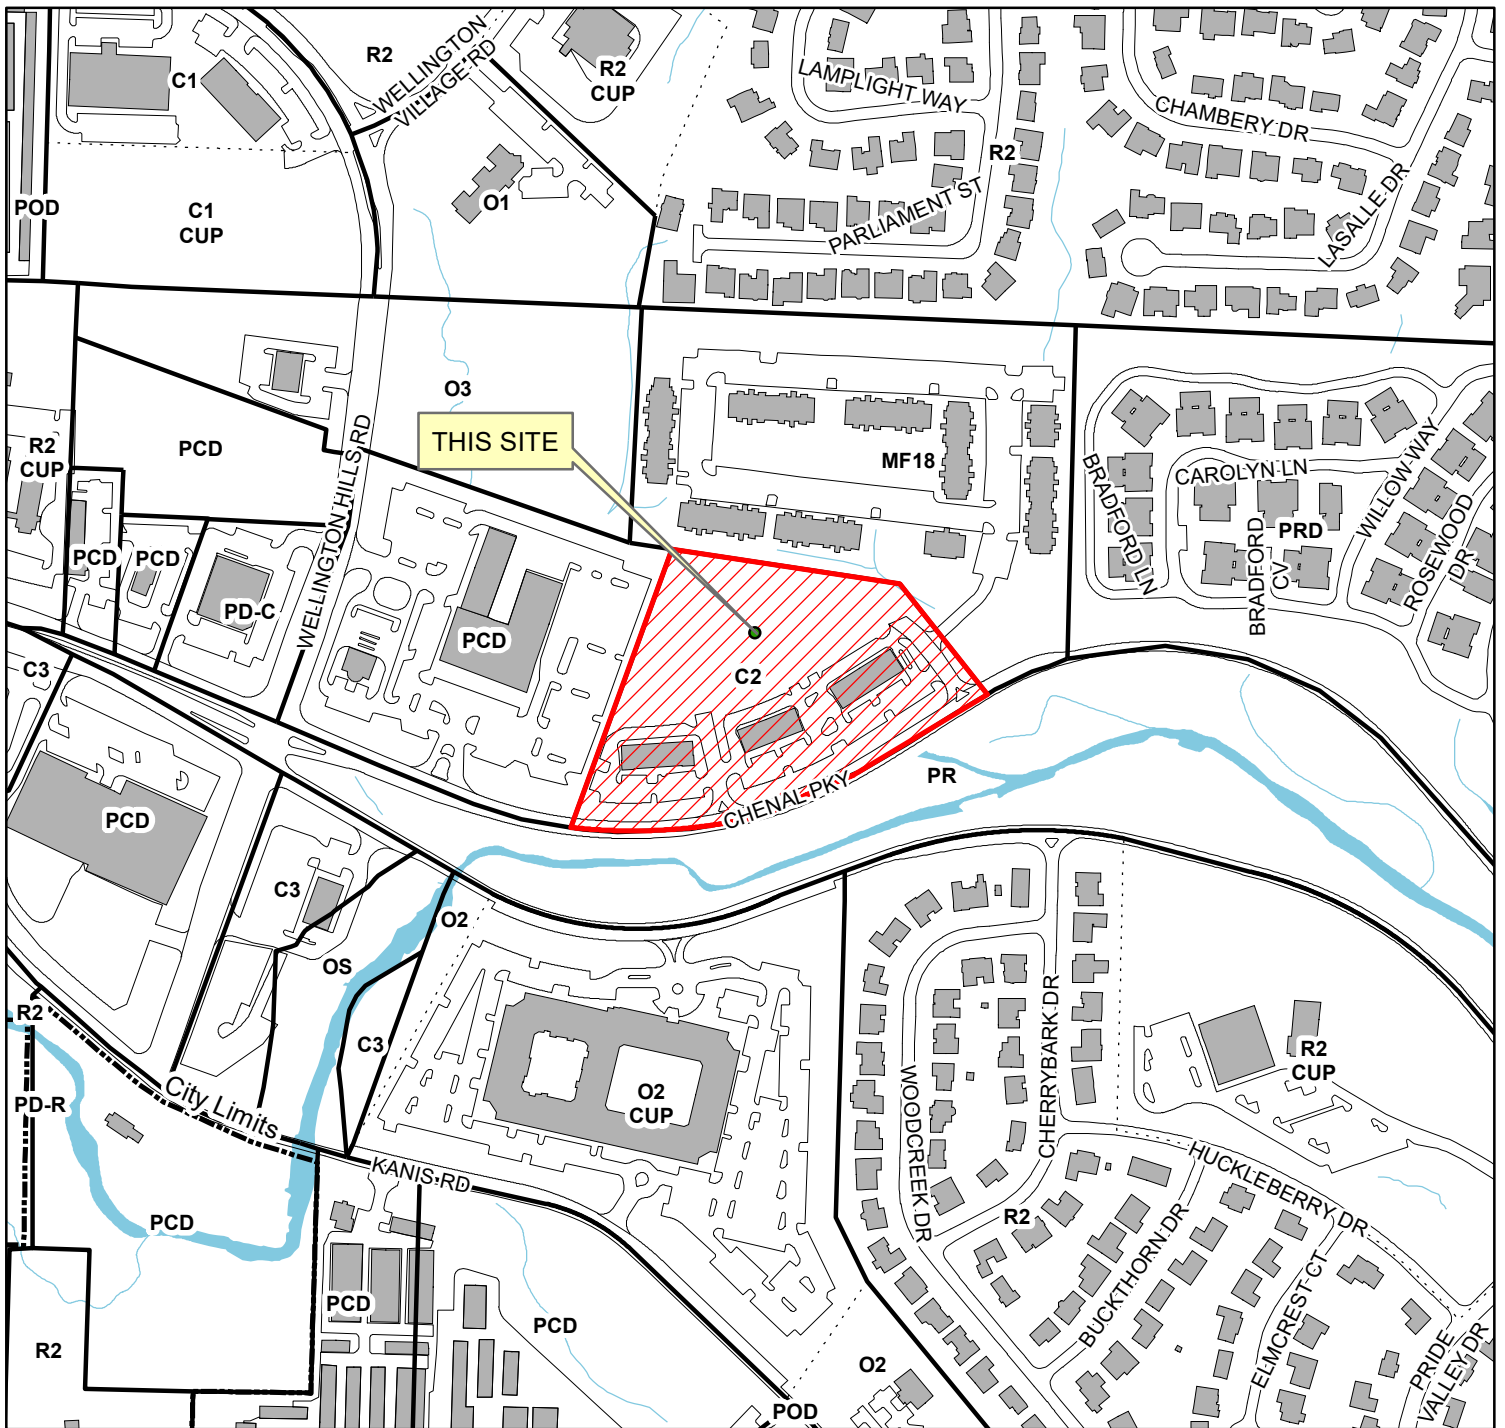 R2
WELLINGTON
VILLAGE RD
C1
R2
CUP
LAMPLIGHT WAY
CHAMBERY DR
R2
POD
C1
CUP
O1
PARLIAMENT ST
LASALLE DR
O3
THIS SITE
R2
CUP
PCD
WELLINGTON HILLS RD
MF18
BRADFORD LN
CAROLYN LN
WILLOW WAY
ROSEWOOD
DR
BRADFORD
CV
PRD
PCD
PCD
PD-C
PCD
C3
C2
PR
CHENAL PKY
PCD
C3
O2
OS
C3
R2
PD-R
City Limits
O2
CUP
WOODCREEK DR
CHERRYBARK DR
R2
CUP
KANIS RD
HUCKLEBERRY DR
R2
BUCKTHORN DR
ELMCREST CT
PCD
PCD
PCD
R2
O2
PRIDE
VALLEY DR
POD